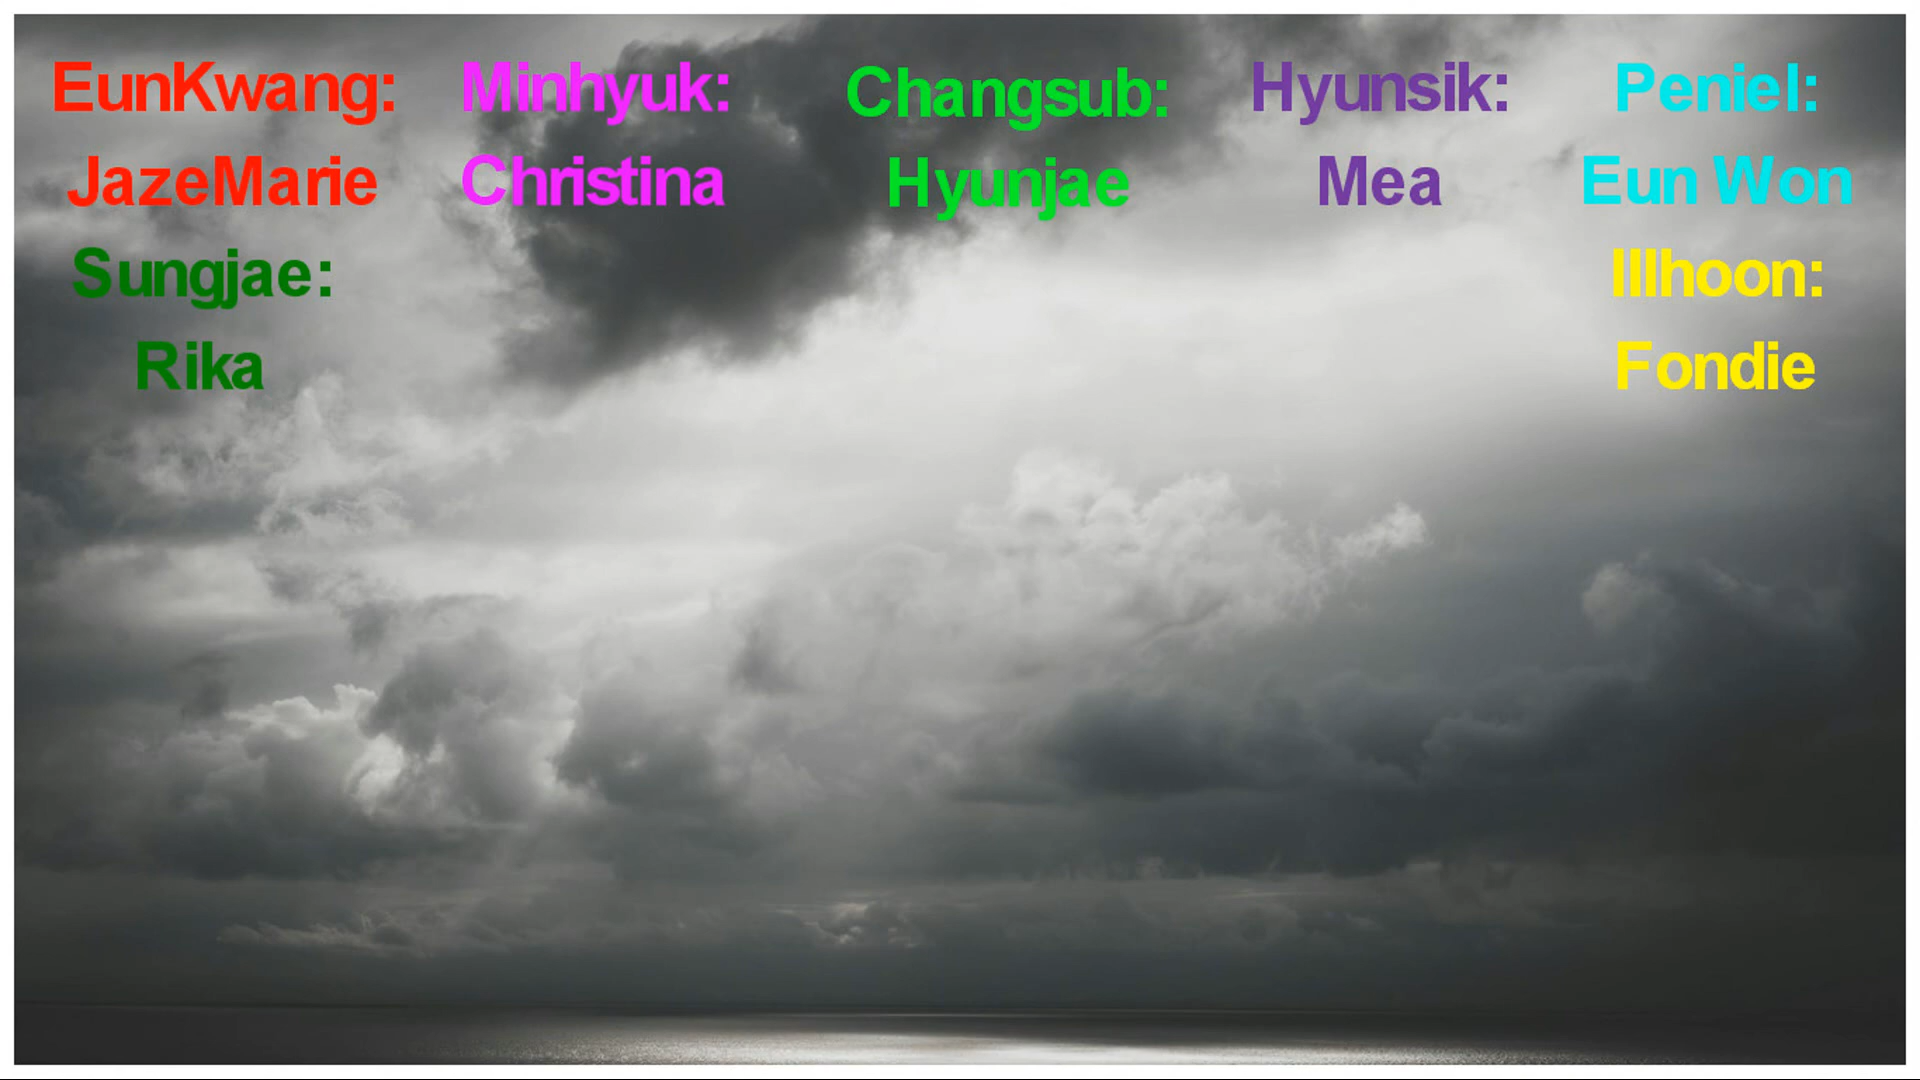 EunKwang:
JazeMarie
Minhyuk:
Christina
Changsub:
Hyunjae
Hyunsik:
Mea
Peniel:
Eun Won
Sungjae:
Rika
Illhoon:
Fondie